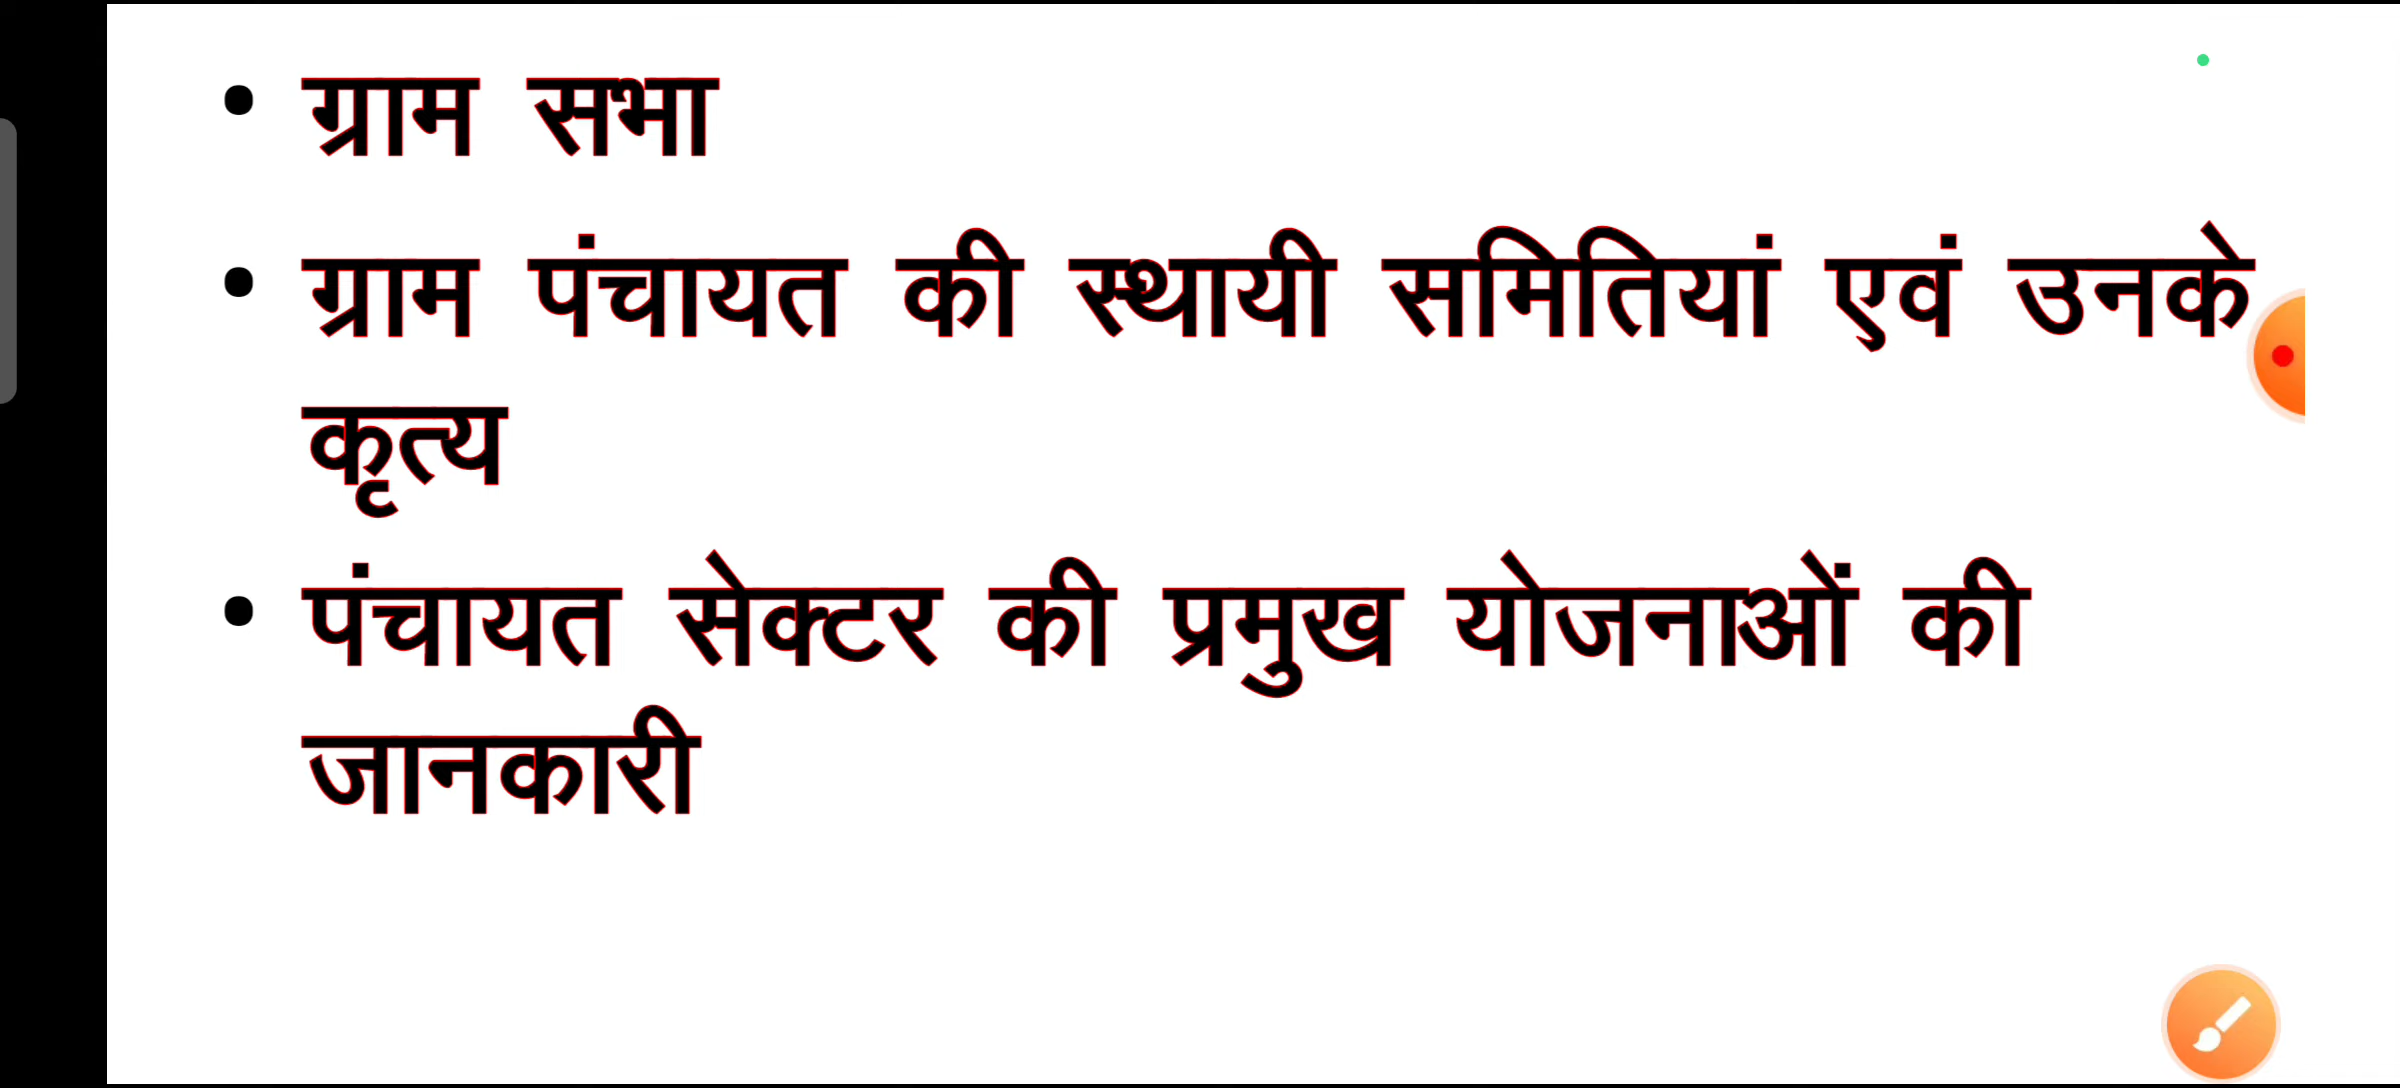 • ग्राम सभा
• ग्राम पंचायत की स्थायी समितियां एवं उनके
कृत्य
• पंचायत सेक्टर की प्रमुख योजनाओं की
जानकारी